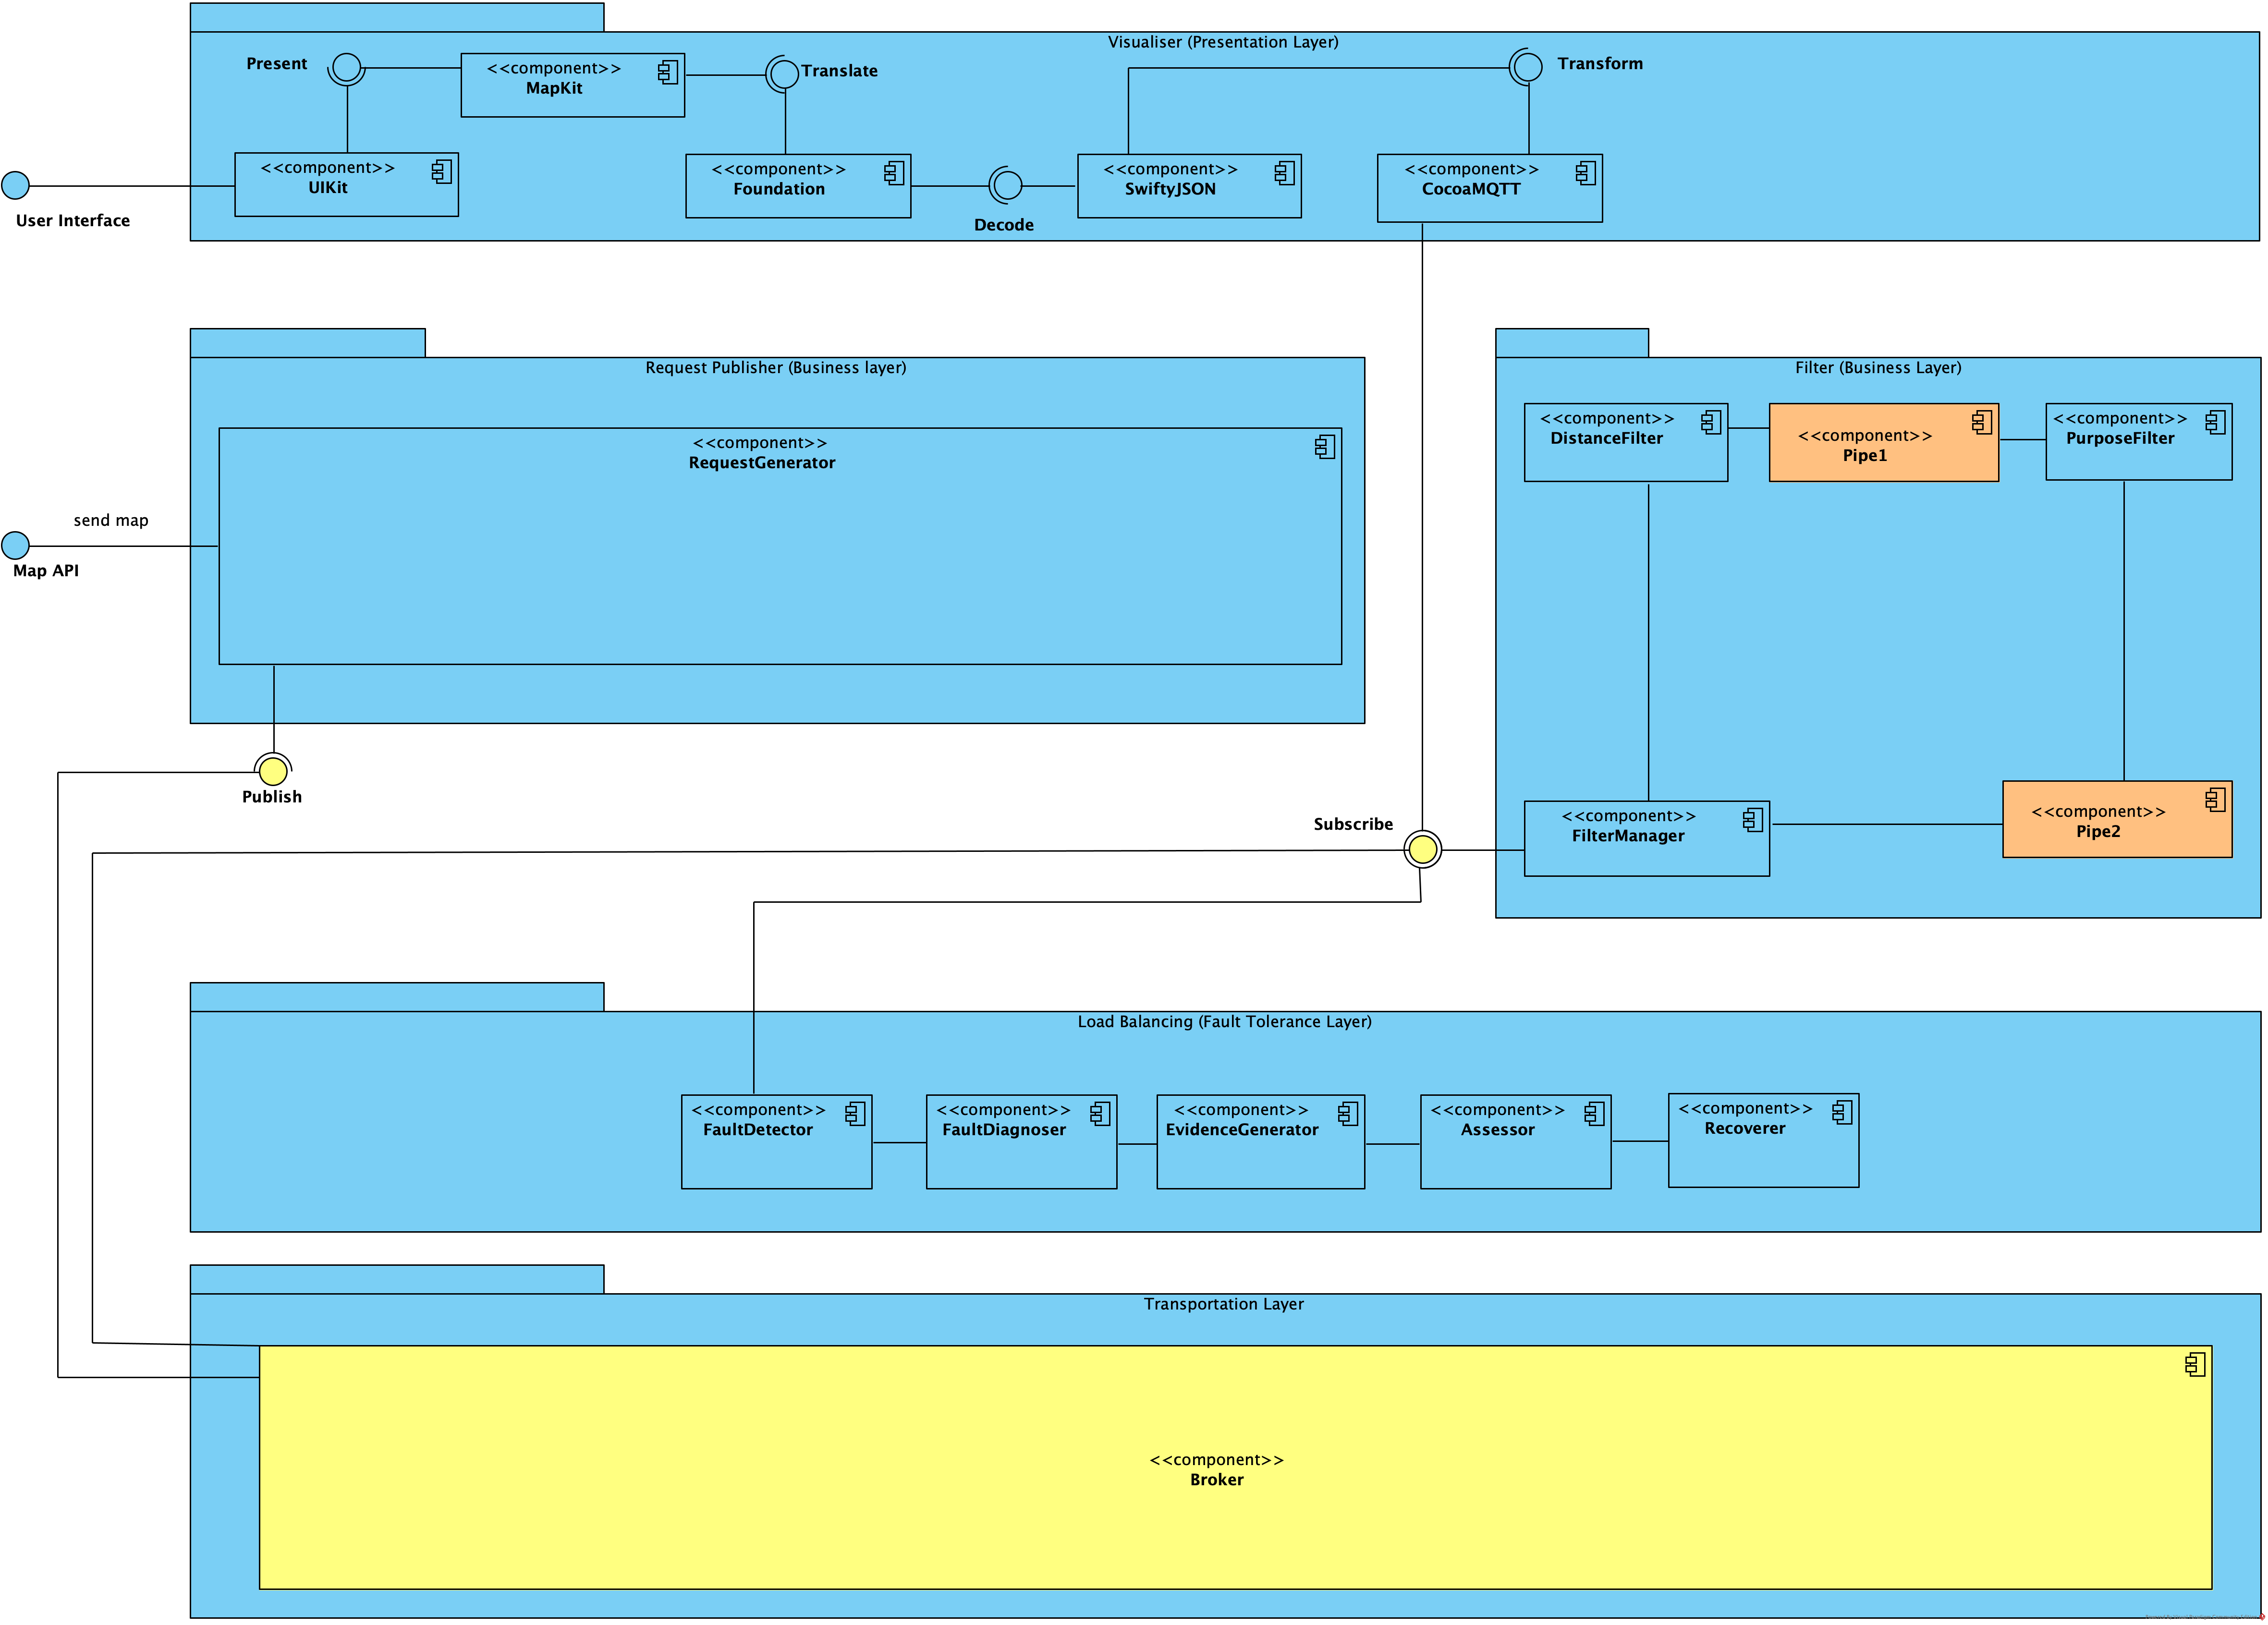 Visualiser (Presentation Layer)
Present
<<component>>
MapKit
Translate
Transform
<<component>>
UIKit
<<component>>
Foundation
Decode
<<component>>
SwiftyJSON
<<component>>
CocoaMQTT
User Interface
Request Publisher (Business layer)
<<component>>
RequestGenerator
send map
Map API
Publish
Filter (Business Layer)
<<component>>
DistanceFilter
<<component>>
Pipe1
<<component>>
PurposeFilter
Subscribe
<<component>>
FilterManager
<<component>>
Pipe2
Load Balancing (Fault Tolerance Layer)
<<component>>
FaultDetector
<<component>>
FaultDiagnoser
<<component>>
EvidenceGenerator
<<component>>
Assessor
<<component>>
Recoverer
Transportation Layer
<<component>>
Broker